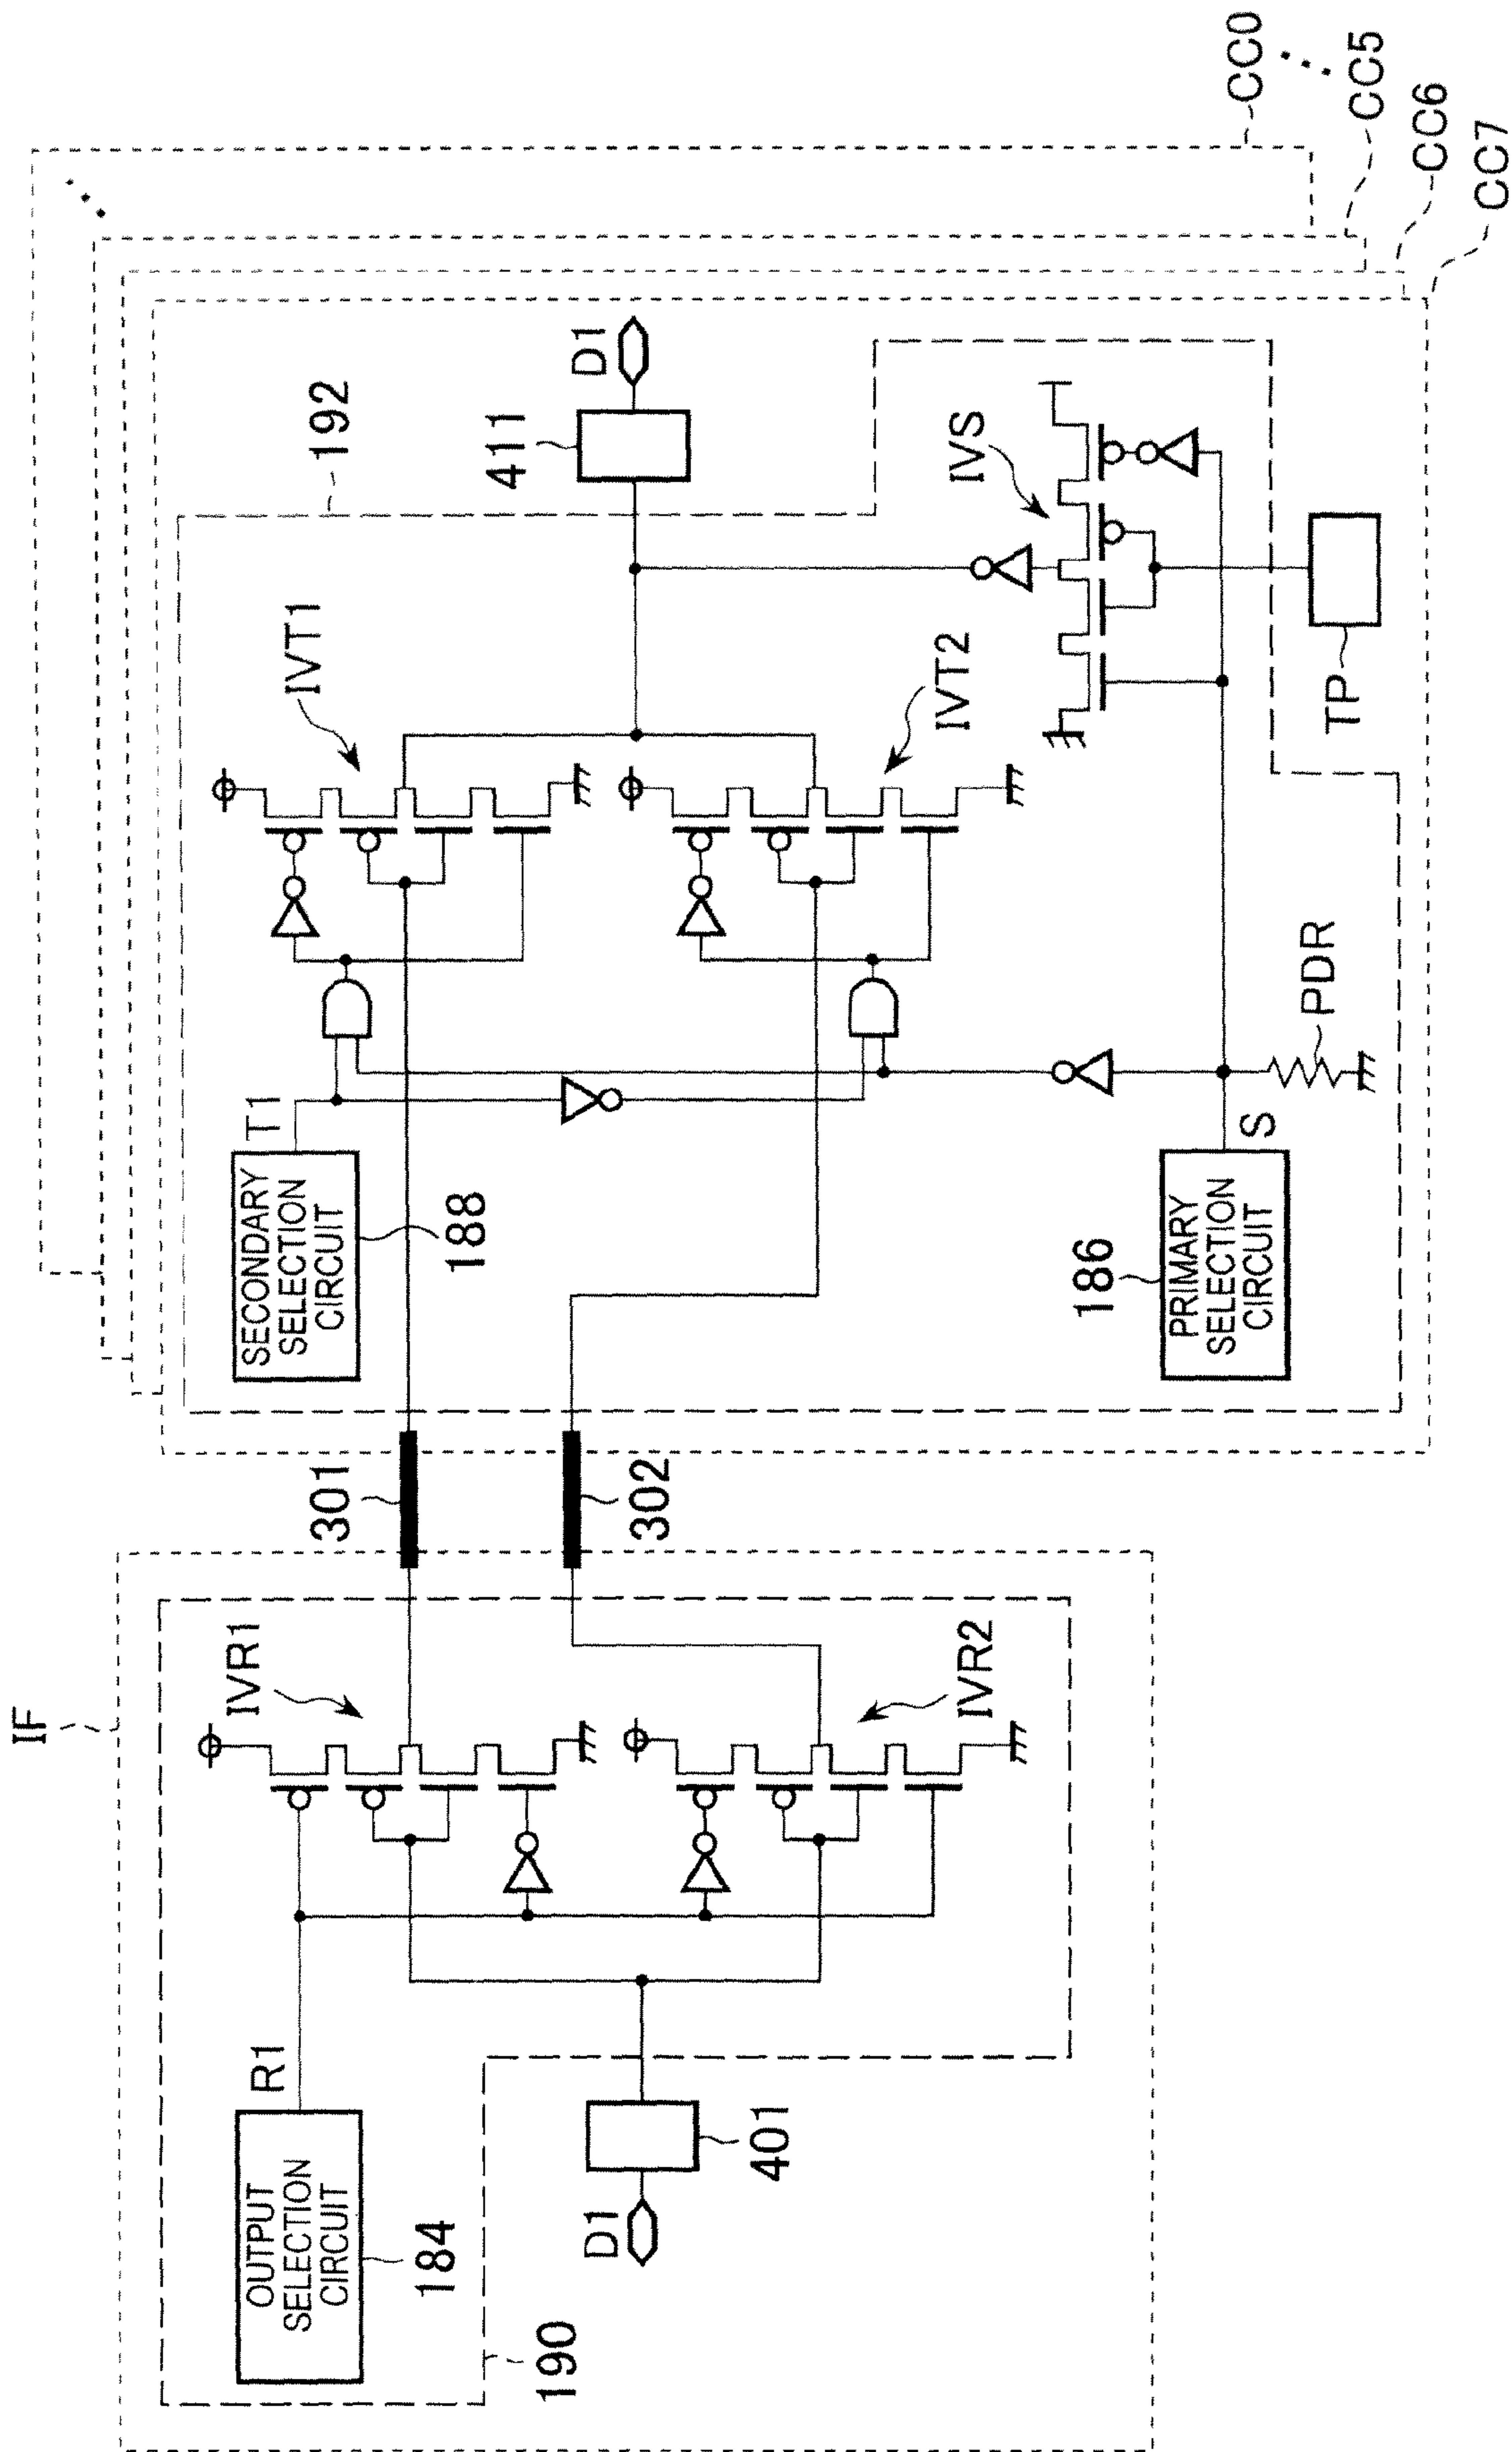 IF
OUTPUT
SELECTION
CIRCUIT
184
R1
190
D1
401
IVR1
IVR2
301
302
SECONDARY
SELECTION
CIRCUIT
188
T1
IVT1
IVT2
192
411
D1
IVS
TP
PDR
PRIMARY
SELECTION
CIRCUIT
186
S
CC0
CC5
CC6
CC7